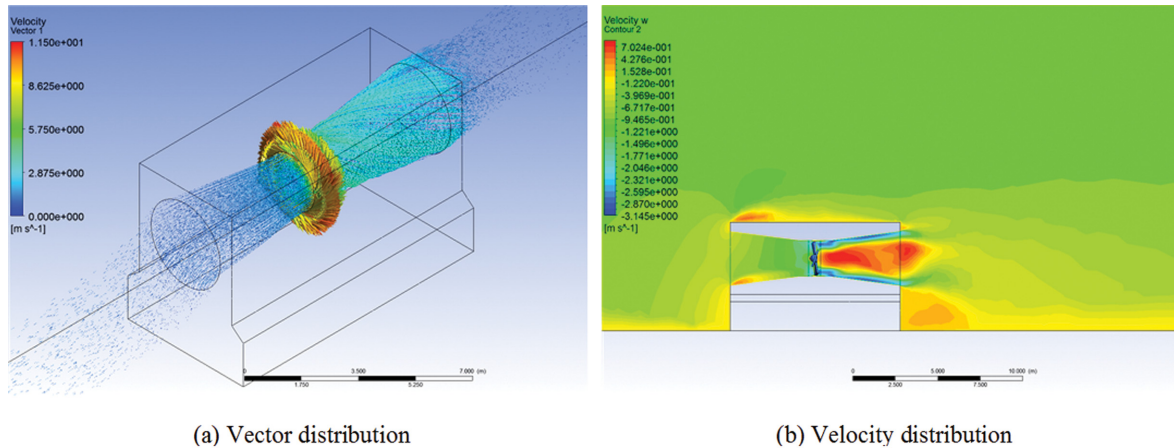 Velocity
Vector 1
1.150e+001
8.625e+000
5.750e+000
2.875e+000
0.000e+000
[m s^-1]
0
3.500
7.000 (m)
1.750
5.250
(a) Vector distribution
Velocity w
Contour 2
7.024e-001
4.276e-001
1.528e-001
-1.220e-001
-3.969e-001
-6.717e-001
-9.465e-001
-1.221e+000
-1.496e+000
-1.771e+000
-2.046e+000
-2.321e+000
-2.595e+000
-2.870e+000
-3.145e+000
[m s^-1]
0
5.000
10.000 (m)
2.500
7.500
(b) Velocity distribution